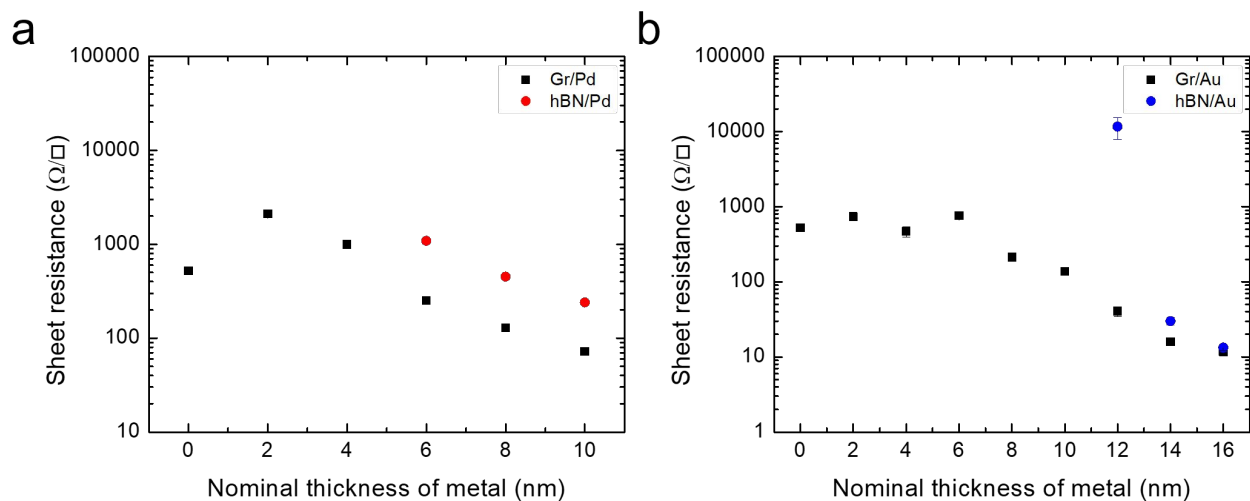 a
100000
10000
1000
100
10
Sheet resistance (Ω/□)
Gr/Pd
hBN/Pd
0 2 4 6 8 10
Nominal thickness of metal (nm)
b
100000
10000
1000
100
10
1
Sheet resistance (Ω/□)
Gr/Au
hBN/Au
0 2 4 6 8 10 12 14 16
Nominal thickness of metal (nm)